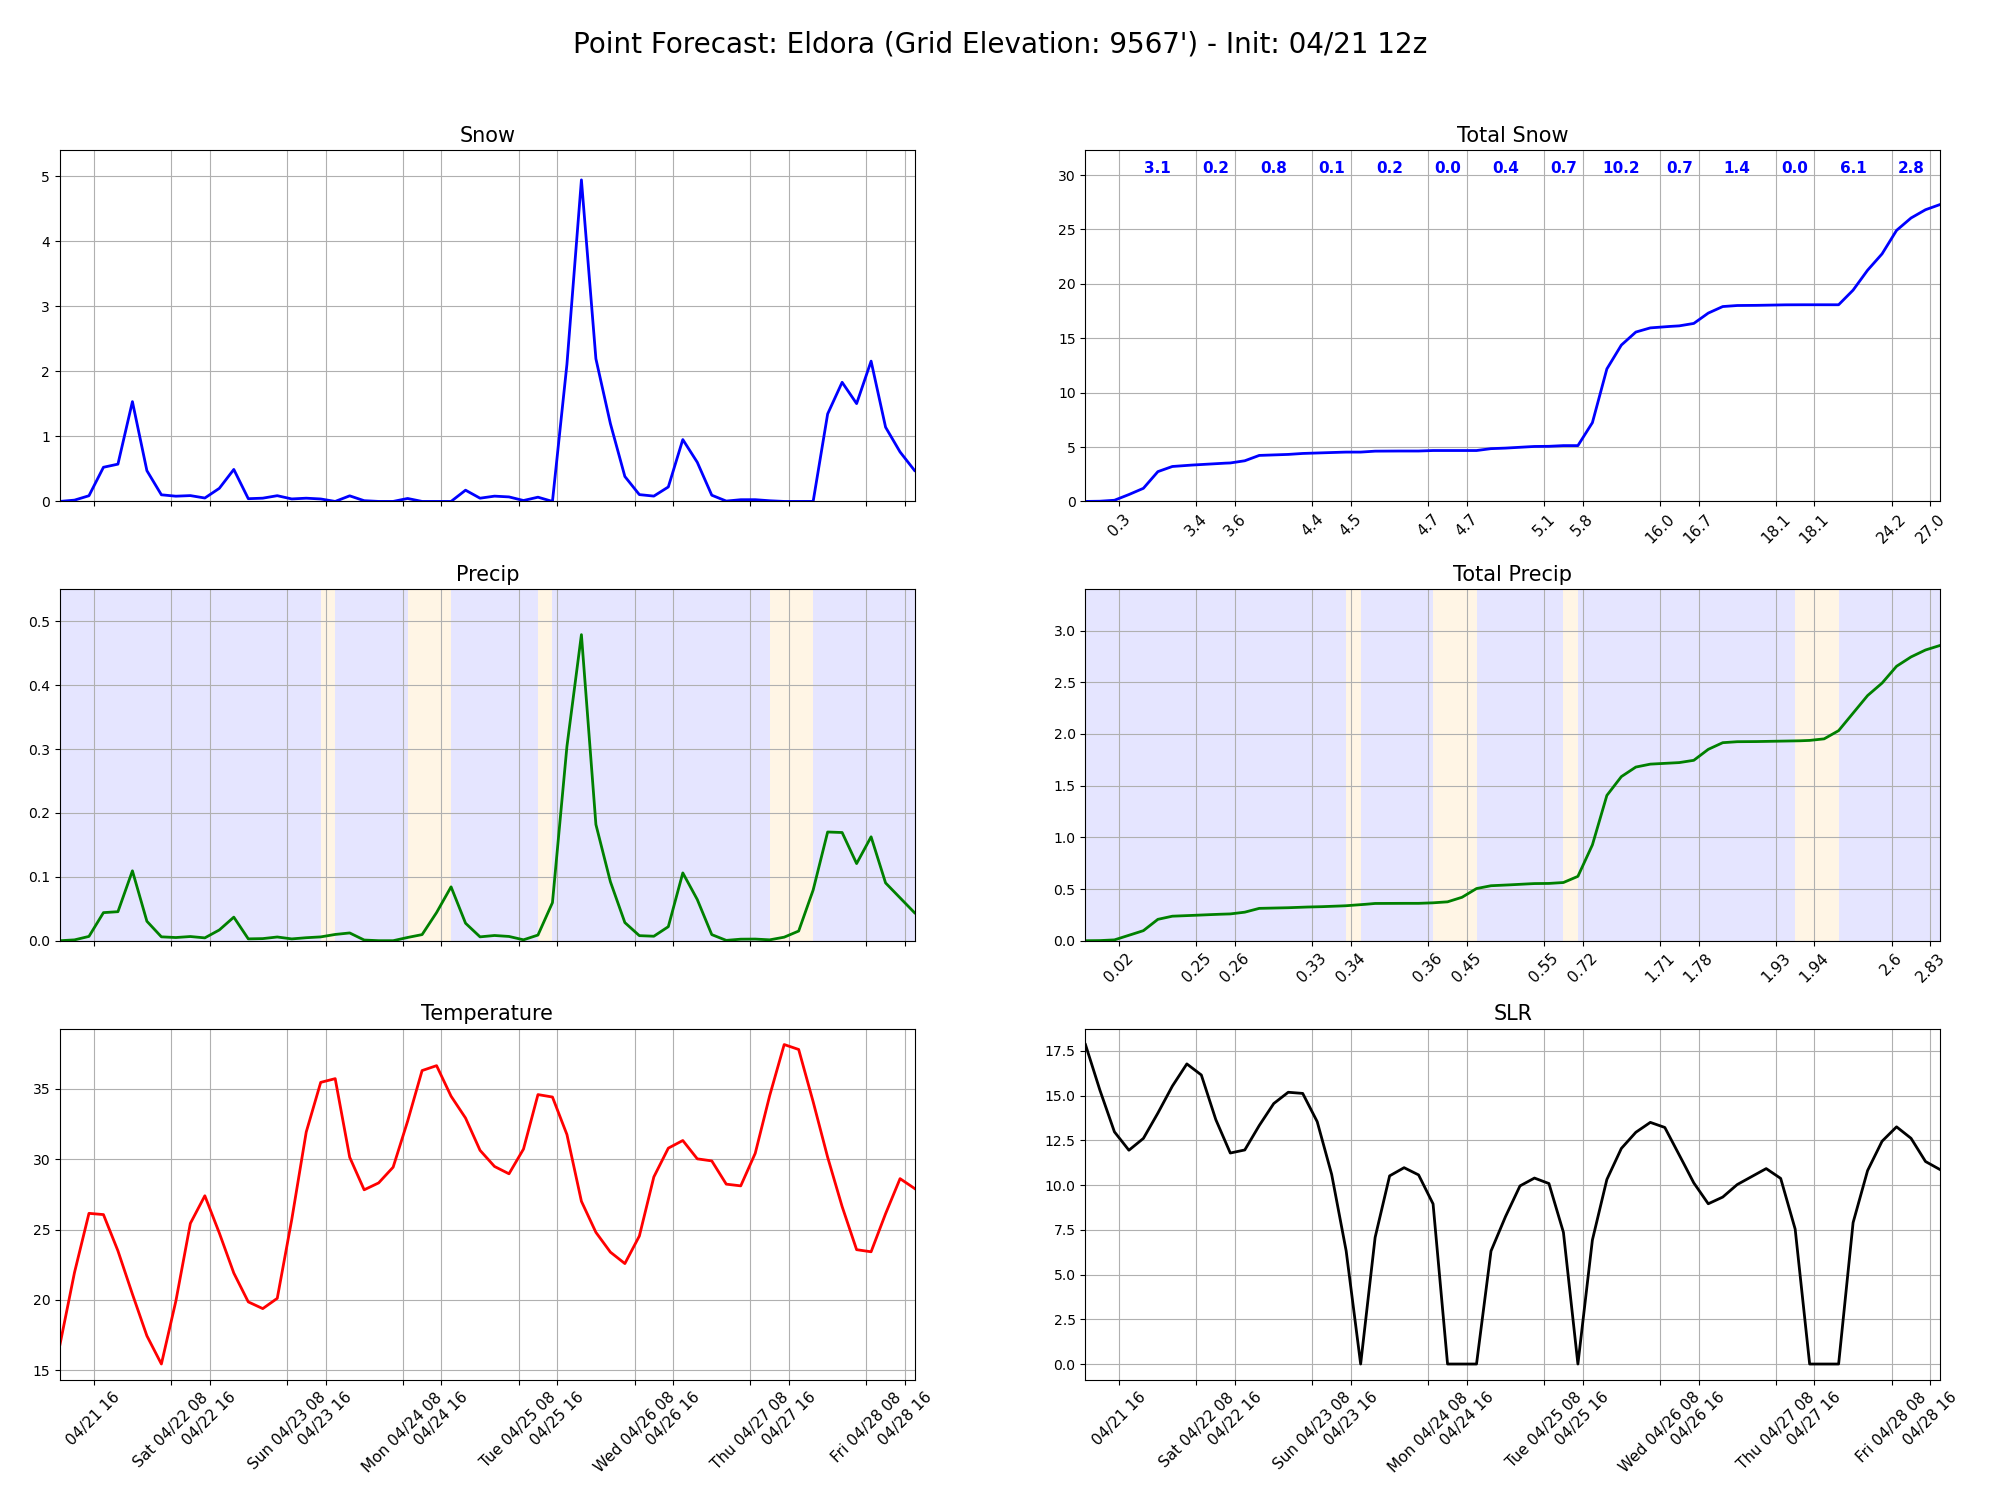 Point Forecast: Eldora (Grid Elevation: 9567') - Init: 04/21 12z
Snow
5
4
3
2
1
0
Total Snow
3.1 0.2 0.8 0.1 0.2 0.0 0.4 0.7 10.2 0.7 1.4 0.0 6.1 2.8
30
25
20
15
10
5
0
0.3 3.4 3.6 4.4 4.5 4.7 4.7 5.1 5.8 16.0 16.7 18.1 18.1 24.2 27.0
Precip
0.5
0.4
0.3
0.2
0.1
0.0
Total Precip
3.0
2.5
2.0
1.5
1.0
0.5
0.0
0.02 0.25 0.26 0.33 0.34 0.36 0.45 0.55 0.72 1.71 1.78 1.93 1.94 2.6 2.83
Temperature
35
30
25
20
15
04/21 16
Sat 04/22 08
04/22 16
Sun 04/23 08
04/23 16
Mon 04/24 08
04/24 16
Tue 04/25 08
04/25 16
Wed 04/26 08
04/26 16
Thu 04/27 08
04/27 16
Fri 04/28 08
04/28 16
SLR
17.5
15.0
12.5
10.0
7.5
5.0
2.5
0.0
04/21 16
Sat 04/22 08
04/22 16
Sun 04/23 08
04/23 16
Mon 04/24 08
04/24 16
Tue 04/25 08
04/25 16
Wed 04/26 08
04/26 16
Thu 04/27 08
04/27 16
Fri 04/28 08
04/28 16